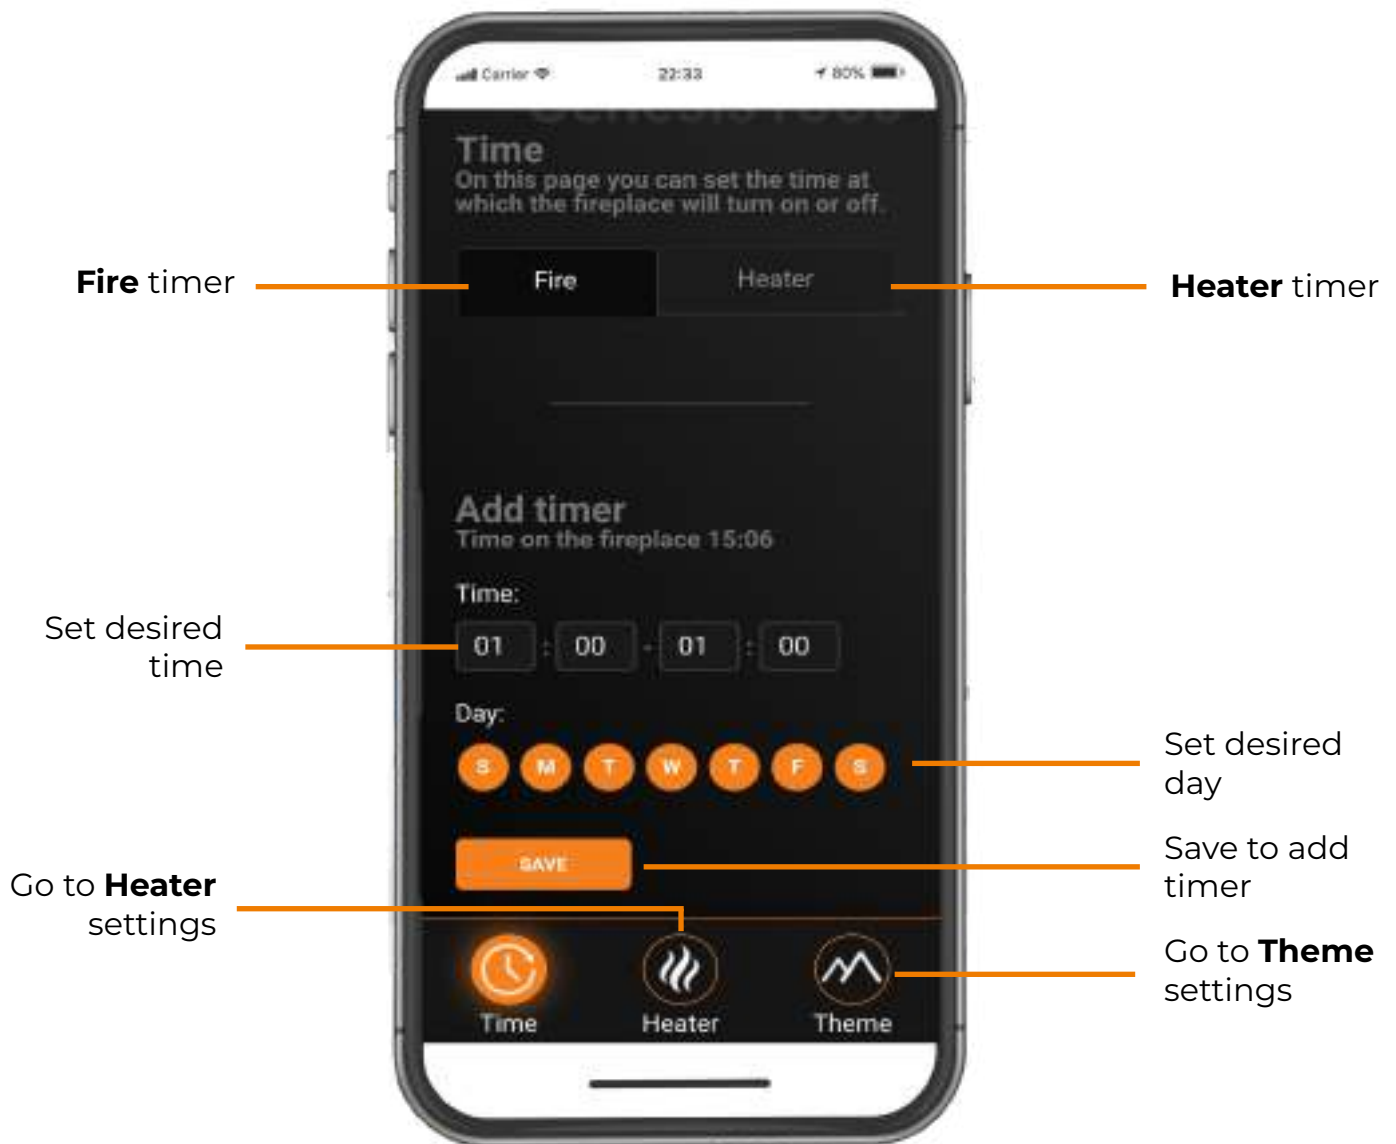 Carrier
22:33
80%
Time
On this page you can set the time at
which the fireplace will turn on or off.
Fire
Heater
Fire timer
Heater timer
Add timer
Time on the fireplace 15:06
Time:
01 : 00 - 01 : 00
Set desired
time
Day:
S M T W T F S
Set desired
day
SAVE
Save to add
timer
Go to Heater
settings
Go to Theme
settings
Time
Heater
Theme